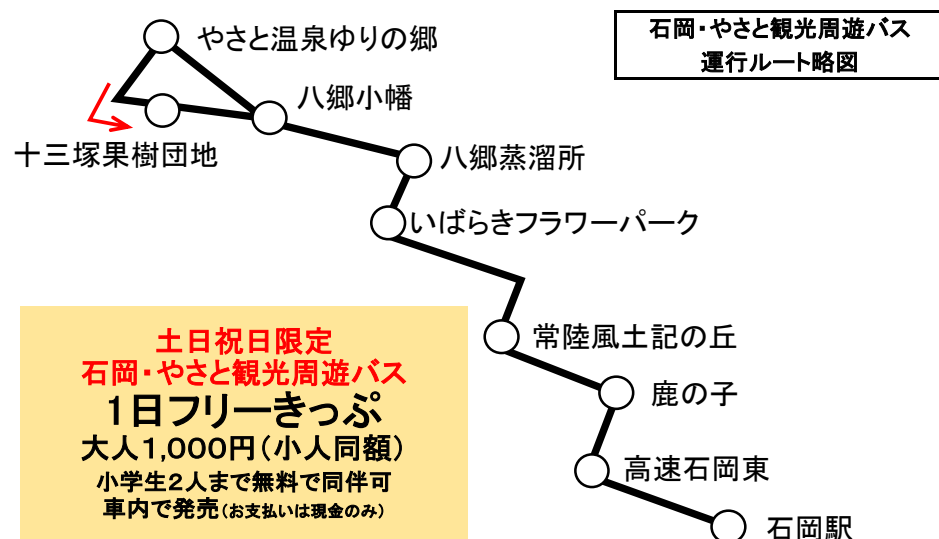 石岡・やさと観光周遊バス
運行ルート略図
やさと温泉ゆりの郷
八郷小幡
十三塚果樹団地
八郷蒸溜所
いばらきフラワーパーク
常陸風土記の丘
鹿の子
高速石岡東
石岡駅
土日祝日限定
石岡・やさと観光周遊バス
1日フリーきっぷ
大人1,000円(小人同額)
小学生2人まで無料で同伴可
車内で発売(お支払いは現金のみ)